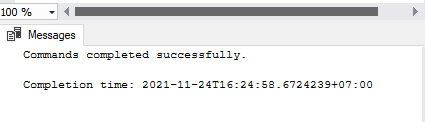 100 %
Messages
Commands completed successfully.
Completion time: 2021-11-24T16:24:58.6724239+07:00